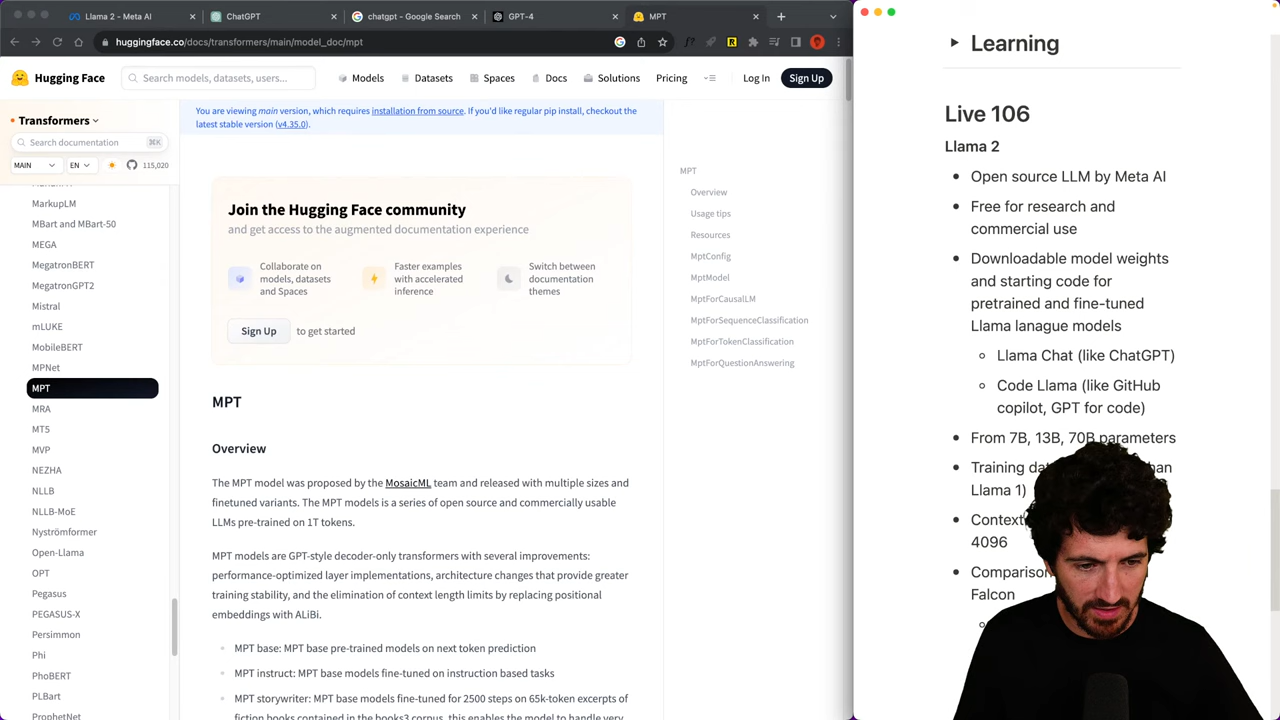 Llama 2 - Meta AI
ChatGPT
chatgpt - Google Search
GPT-4
MPT
huggingface.co/docs/transformers/main/model_doc/mpt
Hugging Face
Search models, datasets, users...
Models
Datasets
Spaces
Docs
Solutions
Pricing
Log In
Sign Up
Transformers
Search documentation
⌘K
MAIN
EN
115,020
MarkupLM
MBart and MBart-50
MEGA
MegatronBERT
MegatronGPT2
Mistral
mLUKE
MobileBERT
MPNet
MPT
MRA
MT5
MVP
NEZHA
NLLB
NLLB-MoE
Nyströmformer
Open-Llama
OPT
Pegasus
PEGASUS-X
Persimmon
Phi
PhoBERT
PLBart
ProphetNet
You are viewing main version, which requires installation from source. If you'd like regular pip install, checkout the
latest stable version (v4.35.0).
Join the Hugging Face community
and get access to the augmented documentation experience
Collaborate on
models, datasets
and Spaces
Faster examples
with accelerated
inference
Switch between
documentation
themes
Sign Up
to get started
MPT
Overview
The MPT model was proposed by the MosaicML team and released with multiple sizes and
finetuned variants. The MPT models is a series of open source and commercially usable
LLMs pre-trained on 1T tokens.
MPT models are GPT-style decoder-only transformers with several improvements:
performance-optimized layer implementations, architecture changes that provide greater
training stability, and the elimination of context length limits by replacing positional
embeddings with ALiBi.
MPT base: MPT base pre-trained models on next token prediction
MPT instruct: MPT base models fine-tuned on instruction based tasks
MPT storywriter: MPT base models fine-tuned for 2500 steps on 65k-token excerpts of
fiction books contained in the books3 corpus, this enables the model to handle very
MPT
Overview
Usage tips
Resources
MptConfig
MptModel
MptForCausalLM
MptForSequenceClassification
MptForTokenClassification
MptForQuestionAnswering
Learning
Live 106
Llama 2
Open source LLM by Meta AI
Free for research and
commercial use
Downloadable model weights
and starting code for
pretrained and fine-tuned
Llama lanague models
Llama Chat (like ChatGPT)
Code Llama (like GitHub
copilot, GPT for code)
From 7B, 13B, 70B parameters
Training
Llama 1)
Context
4096
Comparison
Falcon